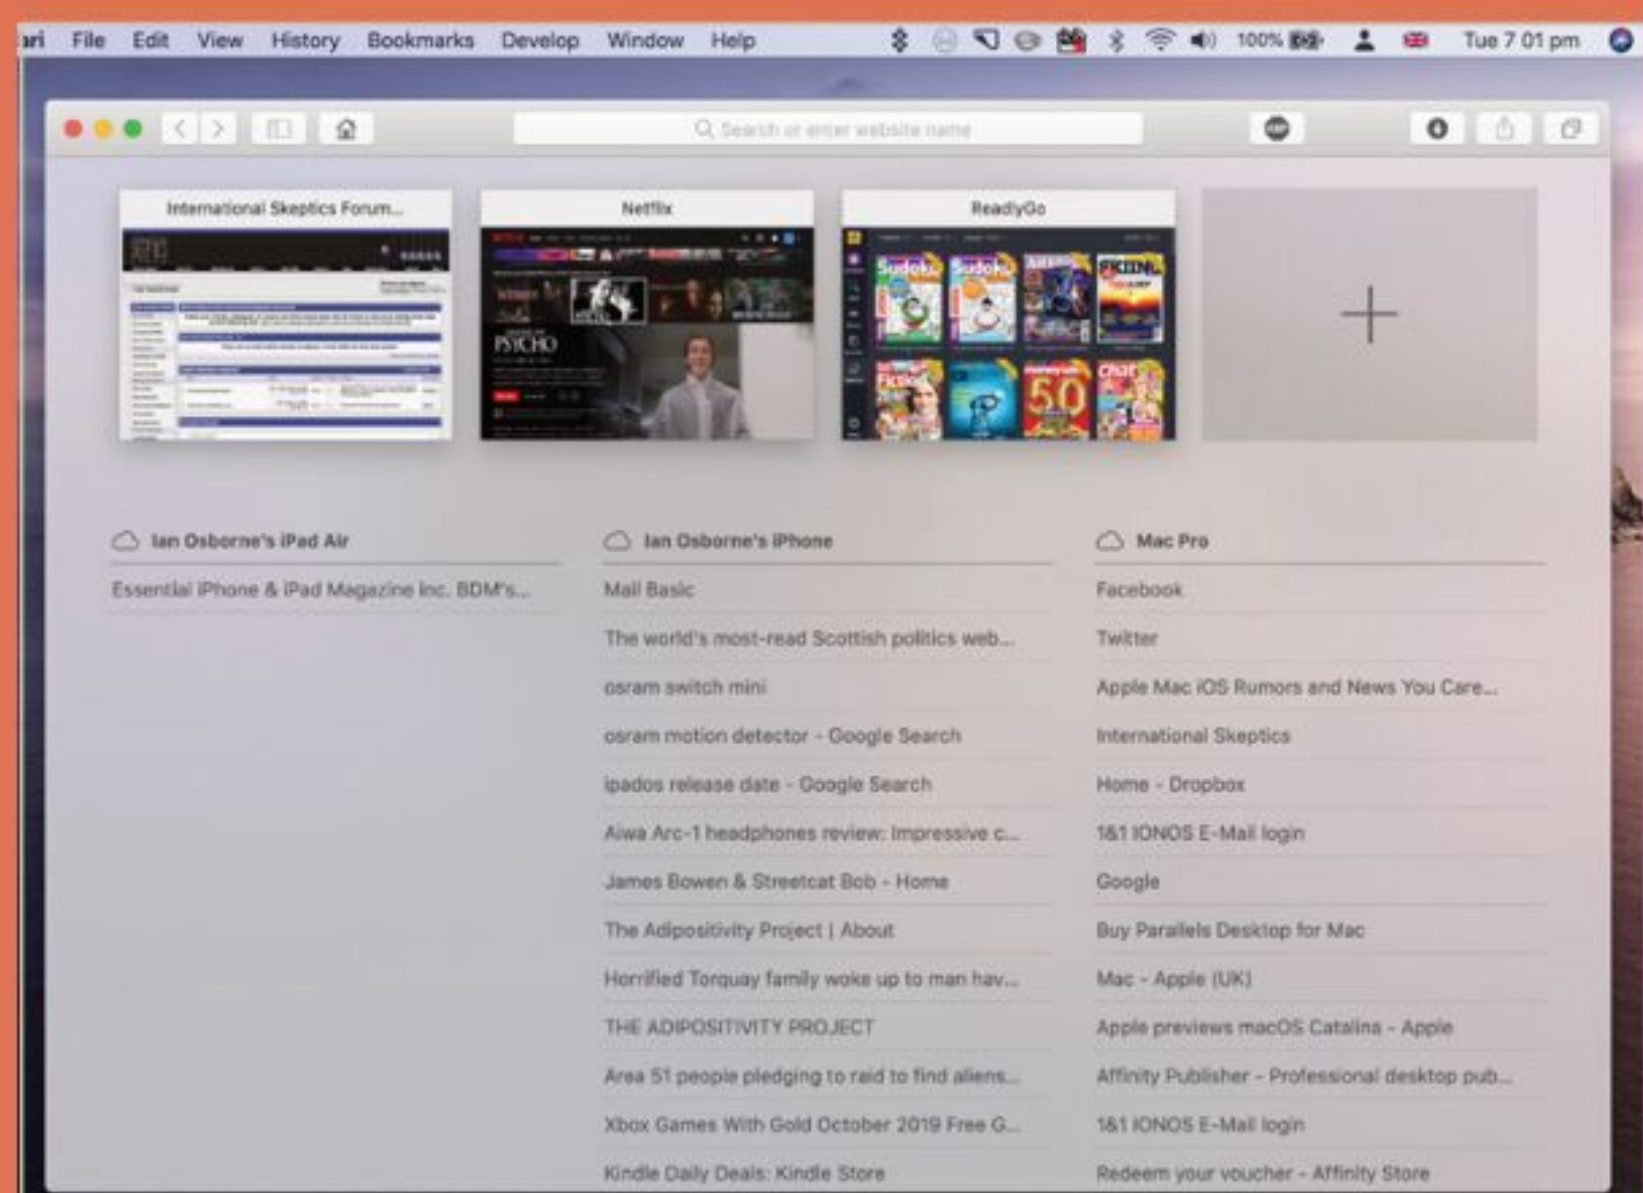 ari File Edit View History Bookmarks Develop Window Help 100% Tue 7 01 pm
Search or enter website name
International Skeptics Forum...
Netflix
ReadlyGo
NETFLIX
PSYCHO
Sudoku Sudoku
Fiction
50
Chat
Ian Osborne's iPad Air
Essential iPhone & iPad Magazine Inc. BDM's...
Ian Osborne's iPhone
Mail Basic
The world's most-read Scottish politics web...
osram switch mini
osram motion detector - Google Search
ipados release date - Google Search
Aiwa Arc-1 headphones review: Impressive c...
James Bowen & Streetcat Bob - Home
The Adipositivity Project | About
Horrified Torquay family woke up to man hav...
THE ADIPOSITIVITY PROJECT
Area 51 people pledging to raid to find aliens...
Xbox Games With Gold October 2019 Free G...
Kindle Daily Deals: Kindle Store
Mac Pro
Facebook
Twitter
Apple Mac iOS Rumors and News You Care...
International Skeptics
Home - Dropbox
1&1 IONOS E-Mail login
Google
Buy Parallels Desktop for Mac
Mac - Apple (UK)
Apple previews macOS Catalina - Apple
Affinity Publisher - Professional desktop pub...
1&1 IONOS E-Mail login
Redeem your voucher - Affinity Store